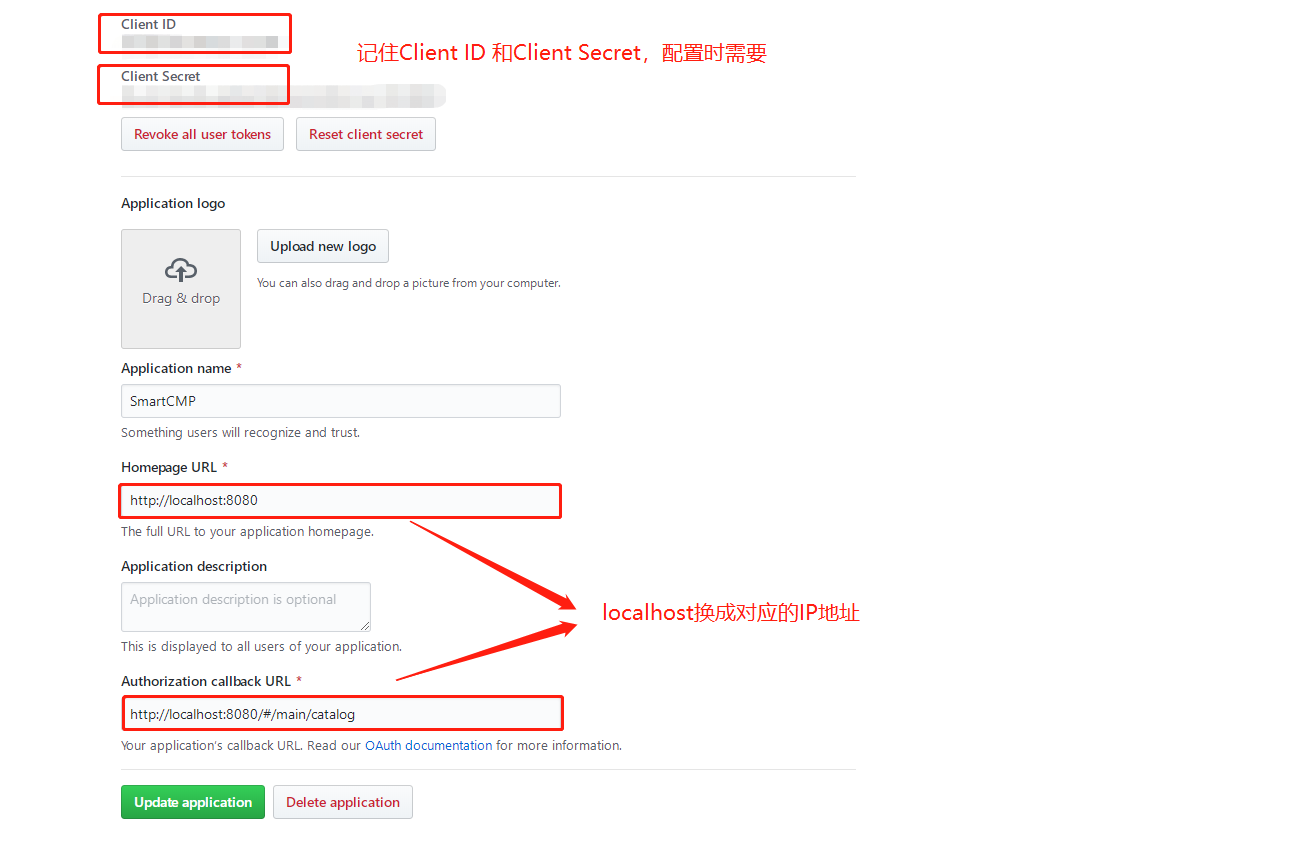 Client ID
记住Client ID 和Client Secret，配置时需要
Client Secret
Revoke all user tokens
Reset client secret
Application logo
Upload new logo
Drag & drop
You can also drag and drop a picture from your computer.
Application name *
SmartCMP
Something users will recognize and trust.
Homepage URL *
http://localhost:8080
The full URL to your application homepage.
Application description
Application description is optional
localhost换成对应的IP地址
This is displayed to all users of your application.
Authorization callback URL *
http://localhost:8080/#/main/catalog
Your application's callback URL. Read our OAuth documentation for more information.
Update application
Delete application